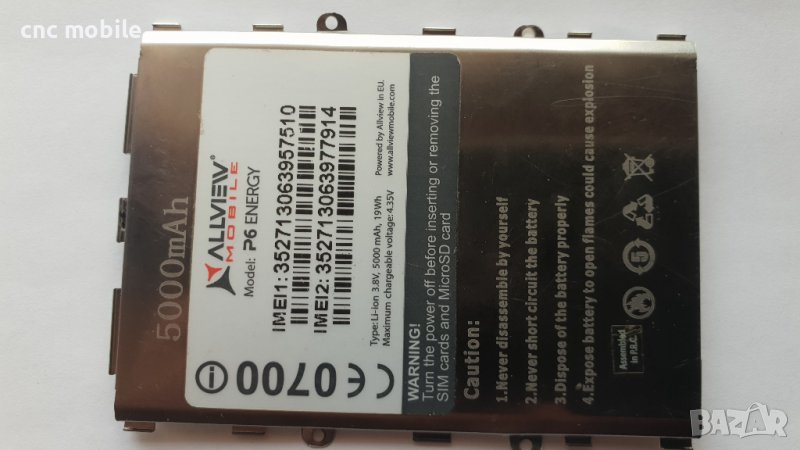 cnc mobile
5000mAh
ALLVIEW
MOBILE
Model: P6 ENERGY
IMEI1: 352713063957510
IMEI2: 352713063977914
Type: Li-ion 3.8V, 5000 mAh, 19Wh
Maximum chargeable voltage: 4.35V
Powered by Allview in EU.
www.allviewmobile.com
CE0700
WARNING!
Turn the power off before inserting or removing the
SIM cards and MicroSD card
Caution:
1.Never disassemble by yourself
2.Never short circuit the battery
3.Dispose of the battery properly
4.Expose battery to open flames could cause explosion
5
Assembled
in P.R.C.
BAZAR